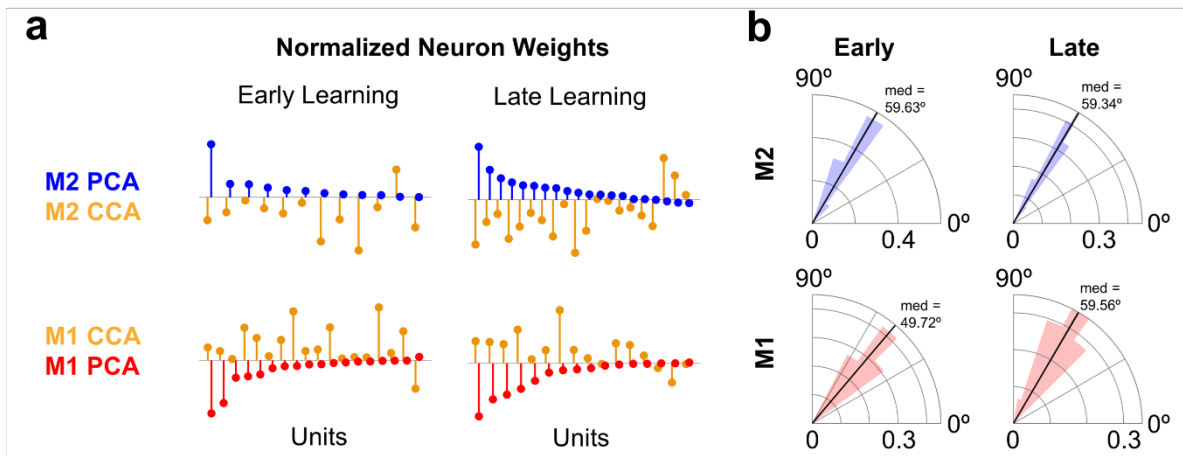 a
Normalized Neuron Weights
Early Learning
Late Learning
M2 PCA
M2 CCA
M1 CCA
M1 PCA
Units
Units
b
Early
Late
90º
med =
59.63º
M2
0º
0
0.4
90º
med =
59.34º
0º
0
0.3
90º
med =
49.72º
M1
0º
0
0.3
90º
med =
59.56º
0º
0
0.3